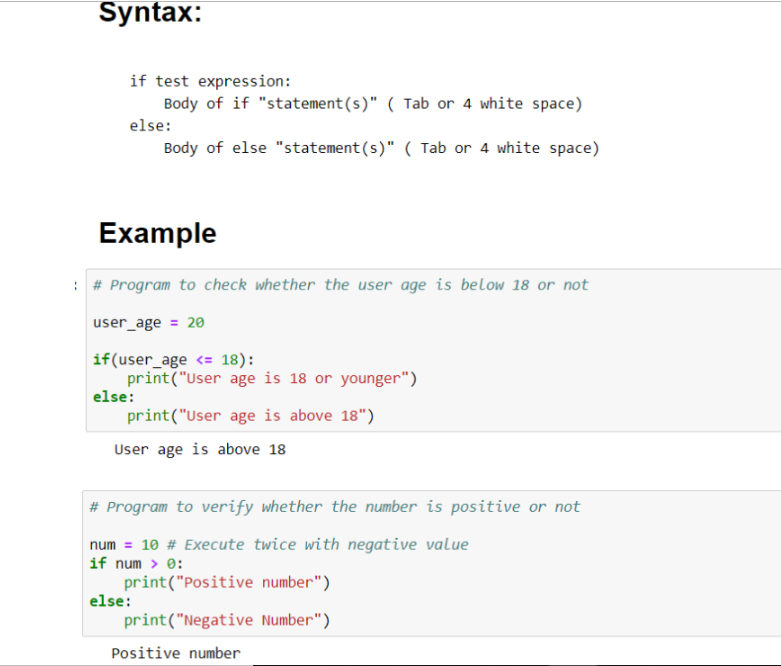 Syntax:
if test expression:
    Body of if "statement(s)" ( Tab or 4 white space)
else:
    Body of else "statement(s)" ( Tab or 4 white space)
Example
# Program to check whether the user age is below 18 or not
user_age = 20
if(user_age <= 18):
    print("User age is 18 or younger")
else:
    print("User age is above 18")
User age is above 18
# Program to verify whether the number is positive or not
num = 10 # Execute twice with negative value
if num > 0:
    print("Positive number")
else:
    print("Negative Number")
Positive number